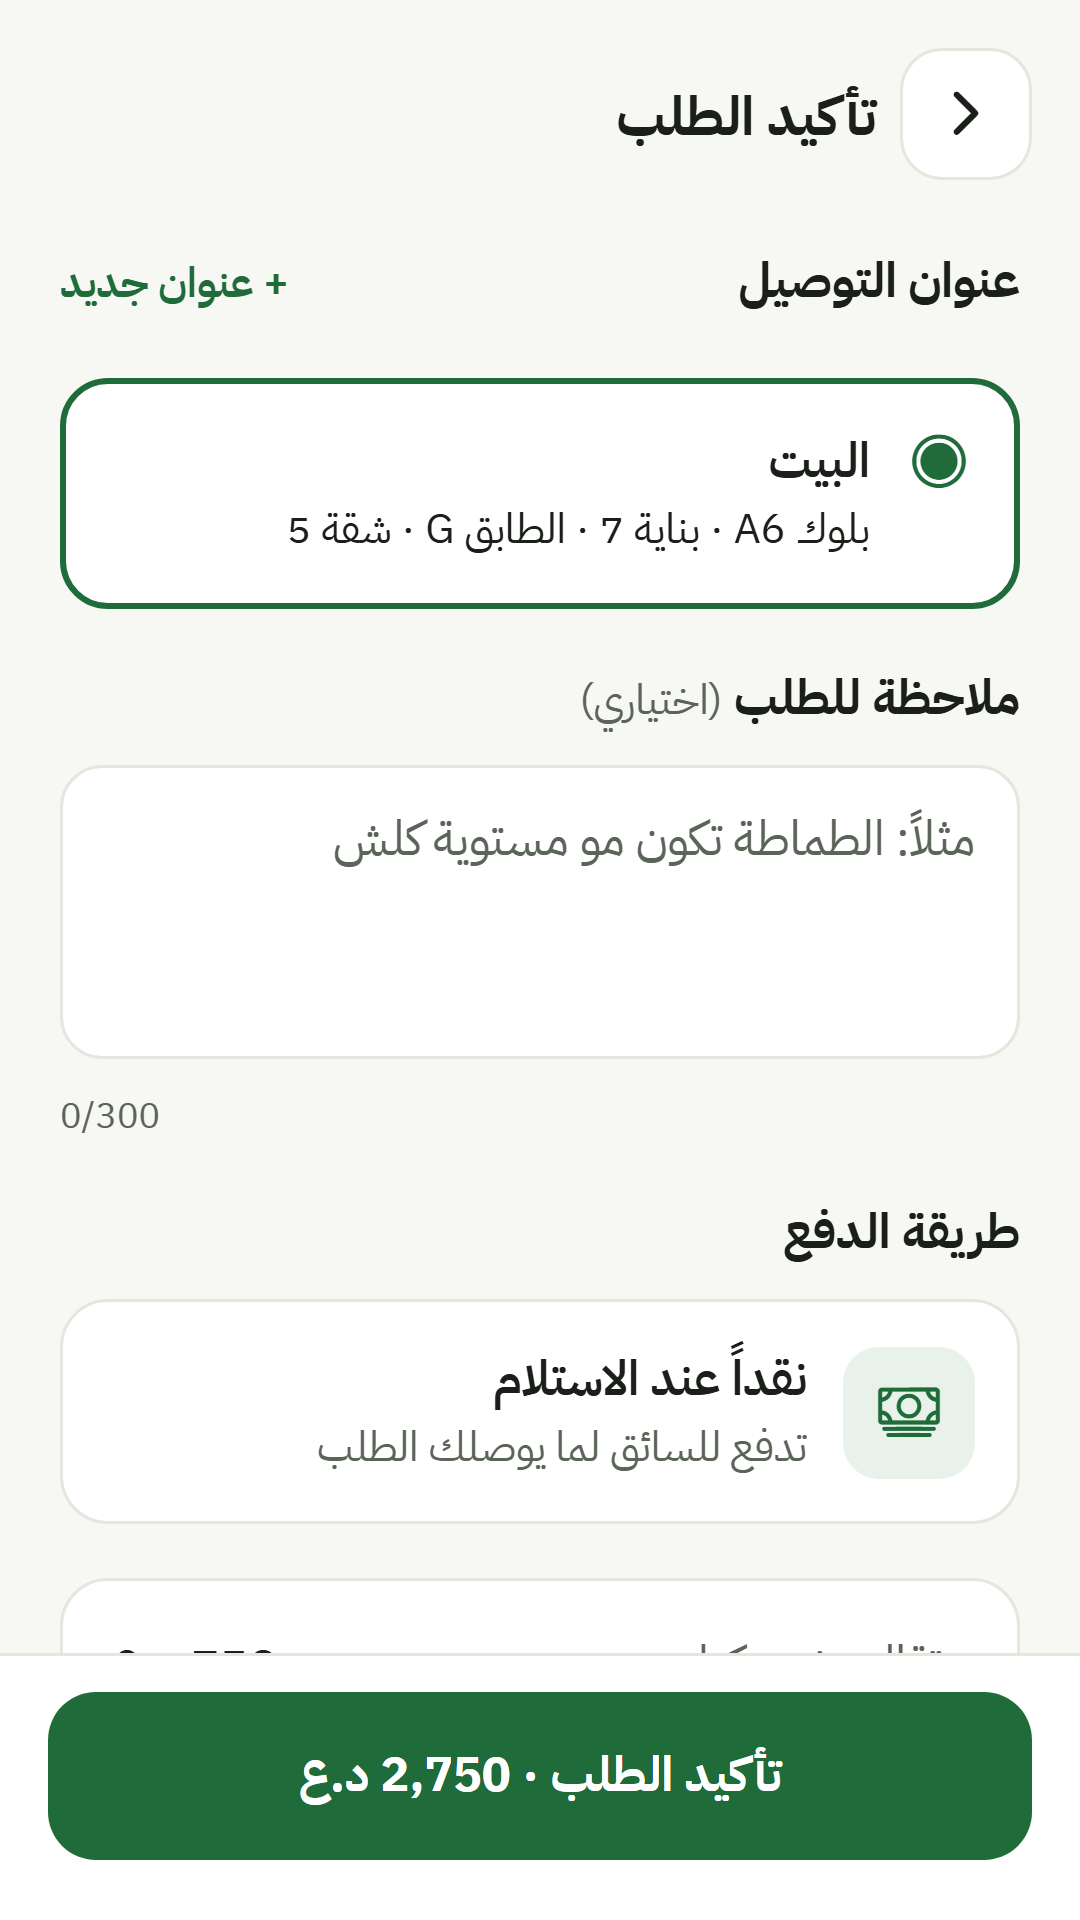 تأكيد الطلب
عنوان التوصيل
+ عنوان جديد
البيت
بلوك A6 · بناية 7 · الطابق G · شقة 5
ملاحظة للطلب (اختياري)
مثلاً: الطماطة تكون مو مستوية كلش
0/300
طريقة الدفع
نقداً عند الاستلام
تدفع للسائق لما يوصلك الطلب
تأكيد الطلب · 2,750 د.ع